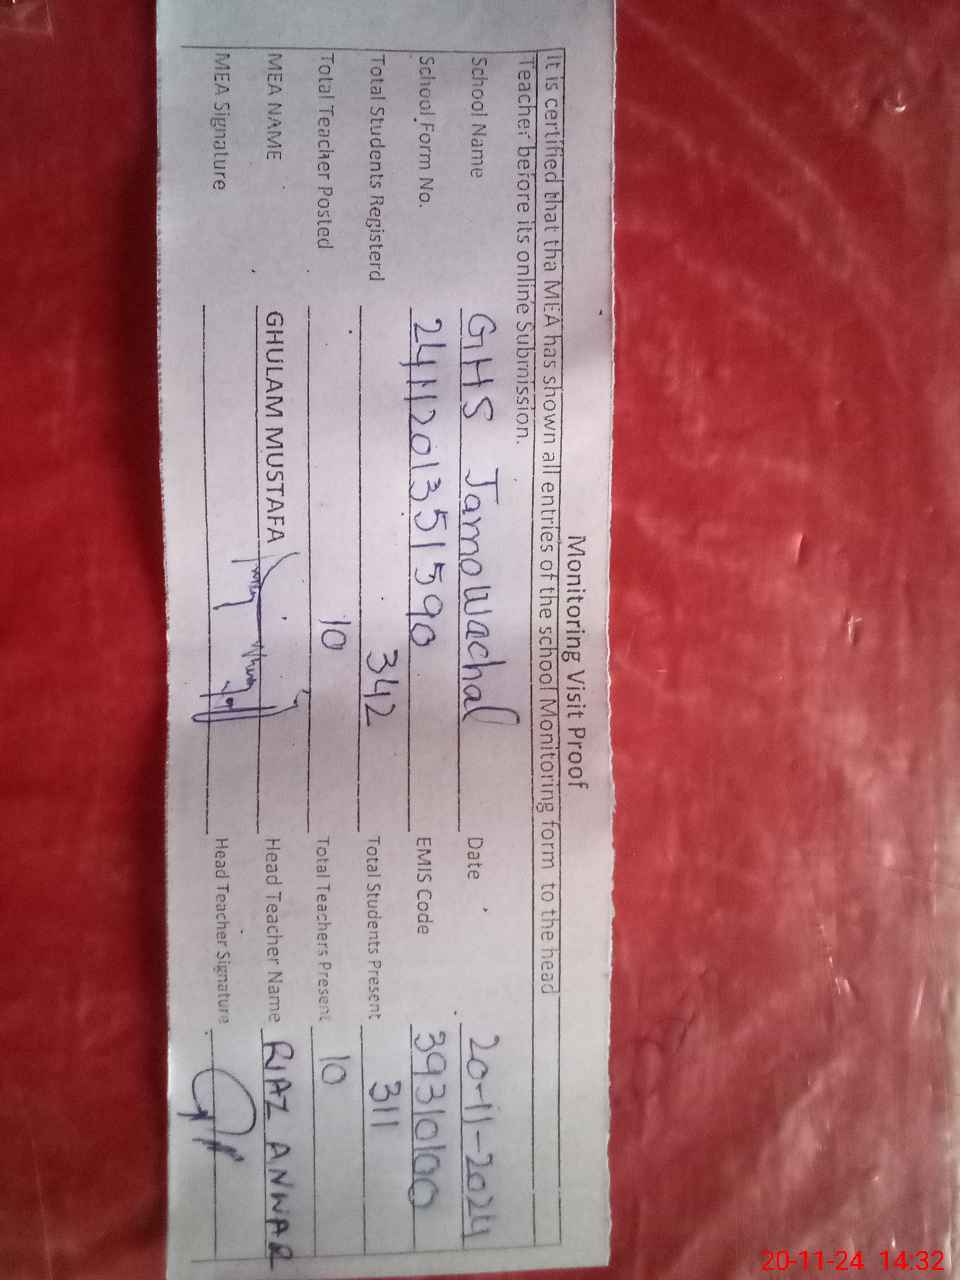 Monitoring Visit Proof
It is certified that tha MEA has shown all entries of the school Monitoring form to the head
Teacher before its online Submission.
School Name GHS Jamowachal Date 20-11-2024
School Form No. 2411201351590 EMIS Code 39310100
Total Students Registerd 342 Total Students Present 311
Total Teacher Posted 10 Total Teachers Present 10
MEA NAME GHULAM MUSTAFA Head Teacher Name RIAZ ANWAR
MEA Signature Head Teacher Signature
20-11-24 14:32